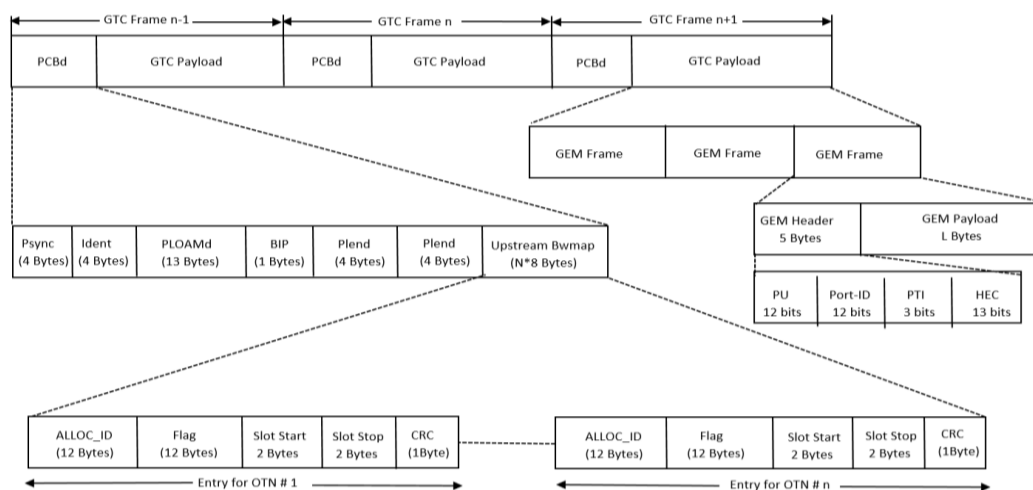 GTC Frame n-1 GTC Frame n GTC Frame n+1
PCBd GTC Payload PCBd GTC Payload PCBd GTC Payload
GEM Frame GEM Frame GEM Frame
GEM Header
5 Bytes
GEM Payload
L Bytes
Psync
(4 Bytes)
Ident
(4 Bytes)
PLOAMd
(13 Bytes)
BIP
(1 Bytes)
Plend
(4 Bytes)
Plend
(4 Bytes)
Upstream Bwmap
(N*8 Bytes)
PU
12 bits
Port-ID
12 bits
PTI
3 bits
HEC
13 bits
ALLOC_ID
(12 Bytes)
Flag
(12 Bytes)
Slot Start
2 Bytes
Slot Stop
2 Bytes
CRC
(1Byte)
Entry for OTN # 1
ALLOC_ID
(12 Bytes)
Flag
(12 Bytes)
Slot Start
2 Bytes
Slot Stop
2 Bytes
CRC
(1Byte)
Entry for OTN # n